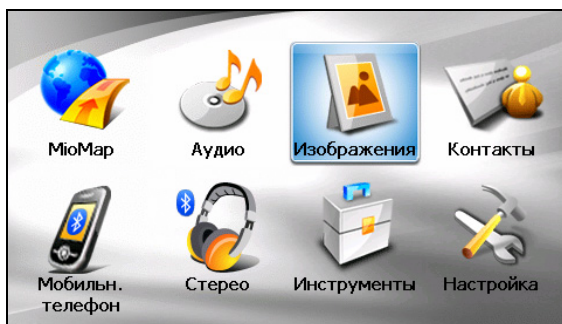 MioMap
Аудио
Изображения
Контакты
Мобильн.
телефон
Стерео
Инструменты
Настройка